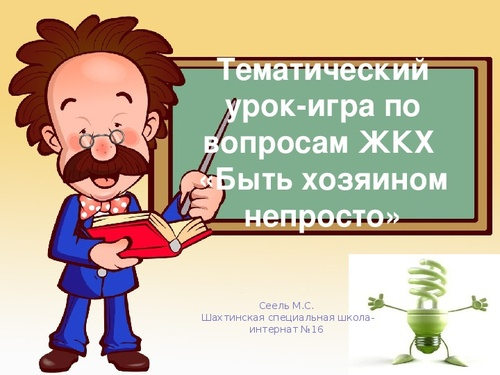 Тематический
урок-игра по
вопросам ЖКХ
«Быть хозяином
непросто»
Сеель М.С.
Шахтинская специальная школа-
интернат №16